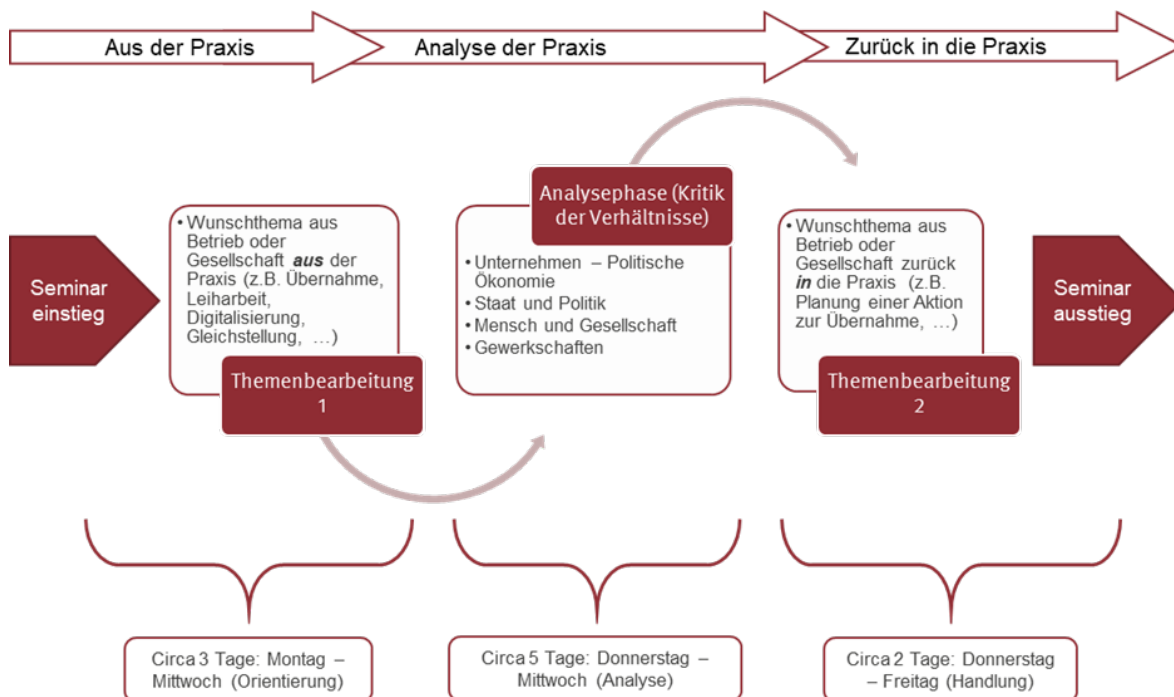 Aus der Praxis
Analyse der Praxis
Zurück in die Praxis
Seminar
einstieg
• Wunschthema aus
Betrieb oder
Gesellschaft aus der
Praxis (z.B. Übernahme,
Leiharbeit,
Digitalisierung,
Gleichstellung, …)
Themenbearbeitung
1
Analysephase (Kritik
der Verhältnisse)
• Unternehmen – Politische
Ökonomie
• Staat und Politik
• Mensch und Gesellschaft
• Gewerkschaften
• Wunschthema aus
Betrieb oder
Gesellschaft zurück
in die Praxis (z.B.
Planung einer Aktion
zur Übernahme, …)
Themenbearbeitung
2
Seminar
ausstieg
Circa 3 Tage: Montag –
Mittwoch (Orientierung)
Circa 5 Tage: Donnerstag –
Mittwoch (Analyse)
Circa 2 Tage: Donnerstag
– Freitag (Handlung)